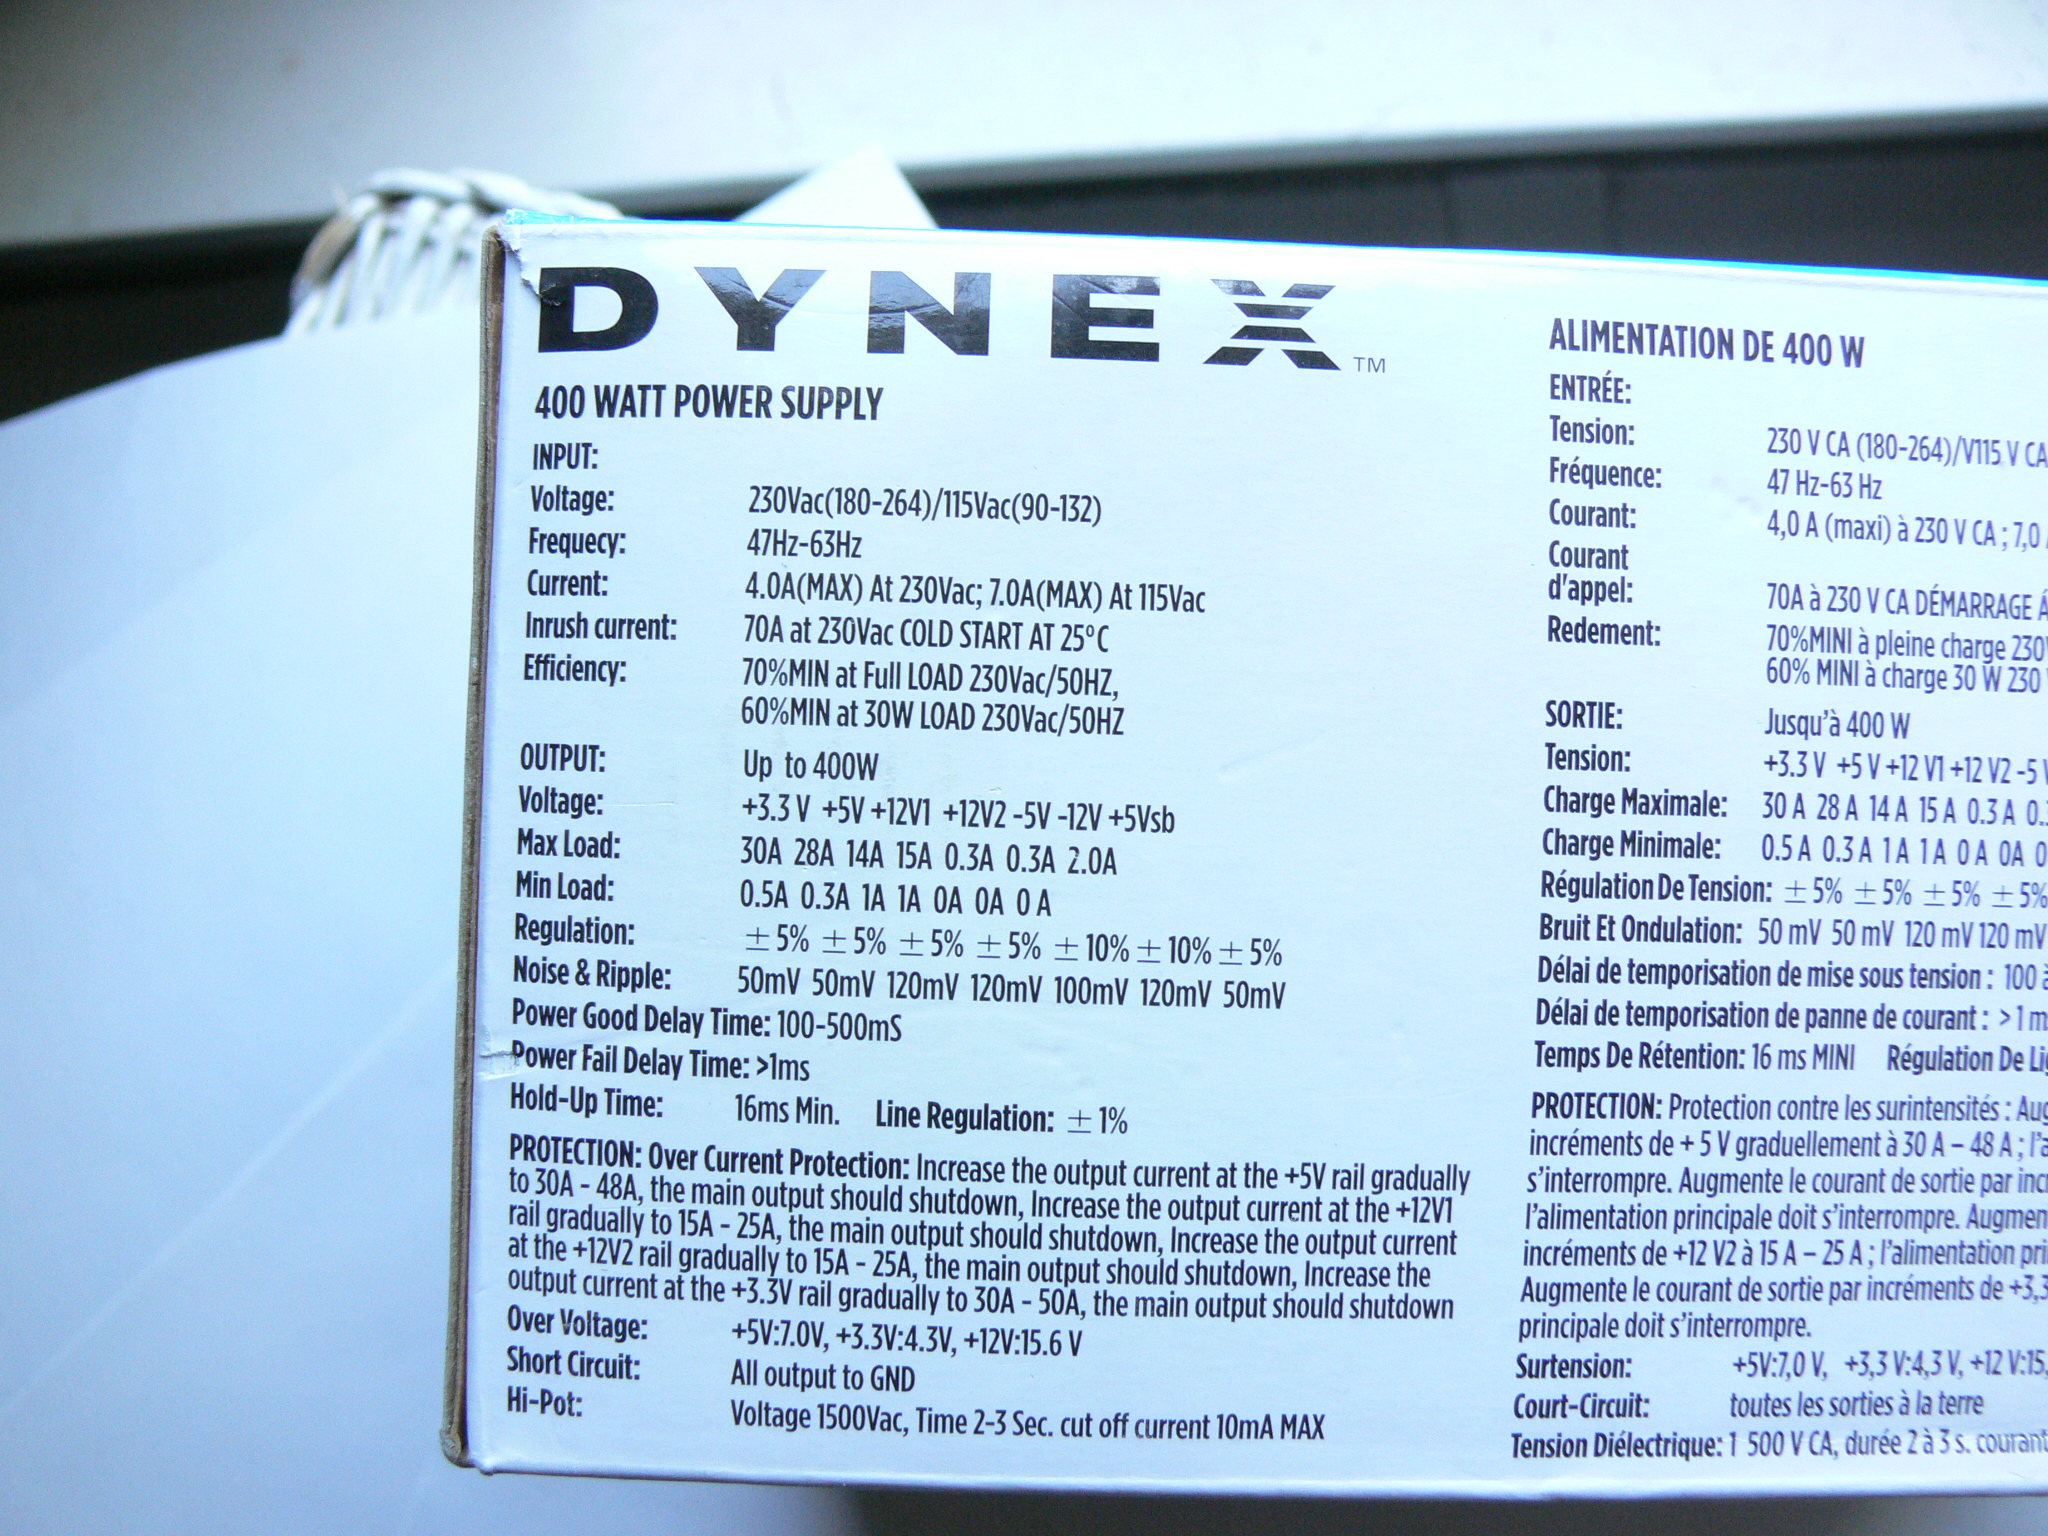 DYNEX™
400 WATT POWER SUPPLY
INPUT:
Voltage: 230Vac(180-264)/115Vac(90-132)
Frequecy: 47Hz-63Hz
Current: 4.0A(MAX) At 230Vac; 7.0A(MAX) At 115Vac
Inrush current: 70A at 230Vac COLD START AT 25°C
Efficiency: 70%MIN at Full LOAD 230Vac/50HZ,
60%MIN at 30W LOAD 230Vac/50HZ
OUTPUT: Up to 400W
Voltage: +3.3 V +5V +12V1 +12V2 -5V -12V +5Vsb
Max Load: 30A 28A 14A 15A 0.3A 0.3A 2.0A
Min Load: 0.5A 0.3A 1A 1A 0A 0A 0 A
Regulation: ± 5% ± 5% ± 5% ± 5% ± 10% ± 10% ± 5%
Noise & Ripple: 50mV 50mV 120mV 120mV 100mV 120mV 50mV
Power Good Delay Time: 100-500mS
Power Fail Delay Time: >1ms
Hold-Up Time: 16ms Min. Line Regulation: ± 1%
PROTECTION: Over Current Protection: Increase the output current at the +5V rail gradually
to 30A - 48A, the main output should shutdown, Increase the output current at the +12V1
rail gradually to 15A - 25A, the main output should shutdown, Increase the output current
at the +12V2 rail gradually to 15A - 25A, the main output should shutdown, Increase the
output current at the +3.3V rail gradually to 30A - 50A, the main output should shutdown
Over Voltage: +5V:7.0V, +3.3V:4.3V, +12V:15.6 V
Short Circuit: All output to GND
Hi-Pot: Voltage 1500Vac, Time 2-3 Sec. cut off current 10mA MAX
ALIMENTATION DE 400 W
ENTRÉE:
Tension: 230 V CA (180-264)/V115 V CA
Fréquence: 47 Hz-63 Hz
Courant: 4,0 A (maxi) à 230 V CA ; 7,0
Courant
d'appel: 70A à 230 V CA DÉMARRAGE Á
Redement: 70%MINI à pleine charge 230
60% MINI à charge 30 W 230
SORTIE: Jusqu'à 400 W
Tension: +3.3 V +5 V +12 V1 +12 V2 -5 V
Charge Maximale: 30 A 28 A 14 A 15 A 0.3 A 0.
Charge Minimale: 0.5 A 0.3 A 1 A 1 A 0 A 0A 0
Régulation De Tension: ± 5% ± 5% ± 5% ± 5%
Bruit Et Ondulation: 50 mV 50 mV 120 mV 120 mV
Délai de temporisation de mise sous tension : 100 à
Délai de temporisation de panne de courant : > 1 m
Temps De Rétention: 16 ms MINI Régulation De Li
PROTECTION: Protection contre les surintensités : Aug
incréments de + 5 V graduellement à 30 A – 48 A ; l'a
s'interrompre. Augmente le courant de sortie par incr
l'alimentation principale doit s'interrompre. Augmen
incréments de +12 V2 à 15 A – 25 A ; l'alimentation pri
Augmente le courant de sortie par incréments de +3,3
principale doit s'interrompre.
Surtension: +5V:7,0 V, +3,3 V:4,3 V, +12 V:15,
Court-Circuit: toutes les sorties à la terre
Tension Diélectrique: 1 500 V CA, durée 2 à 3 s. courant